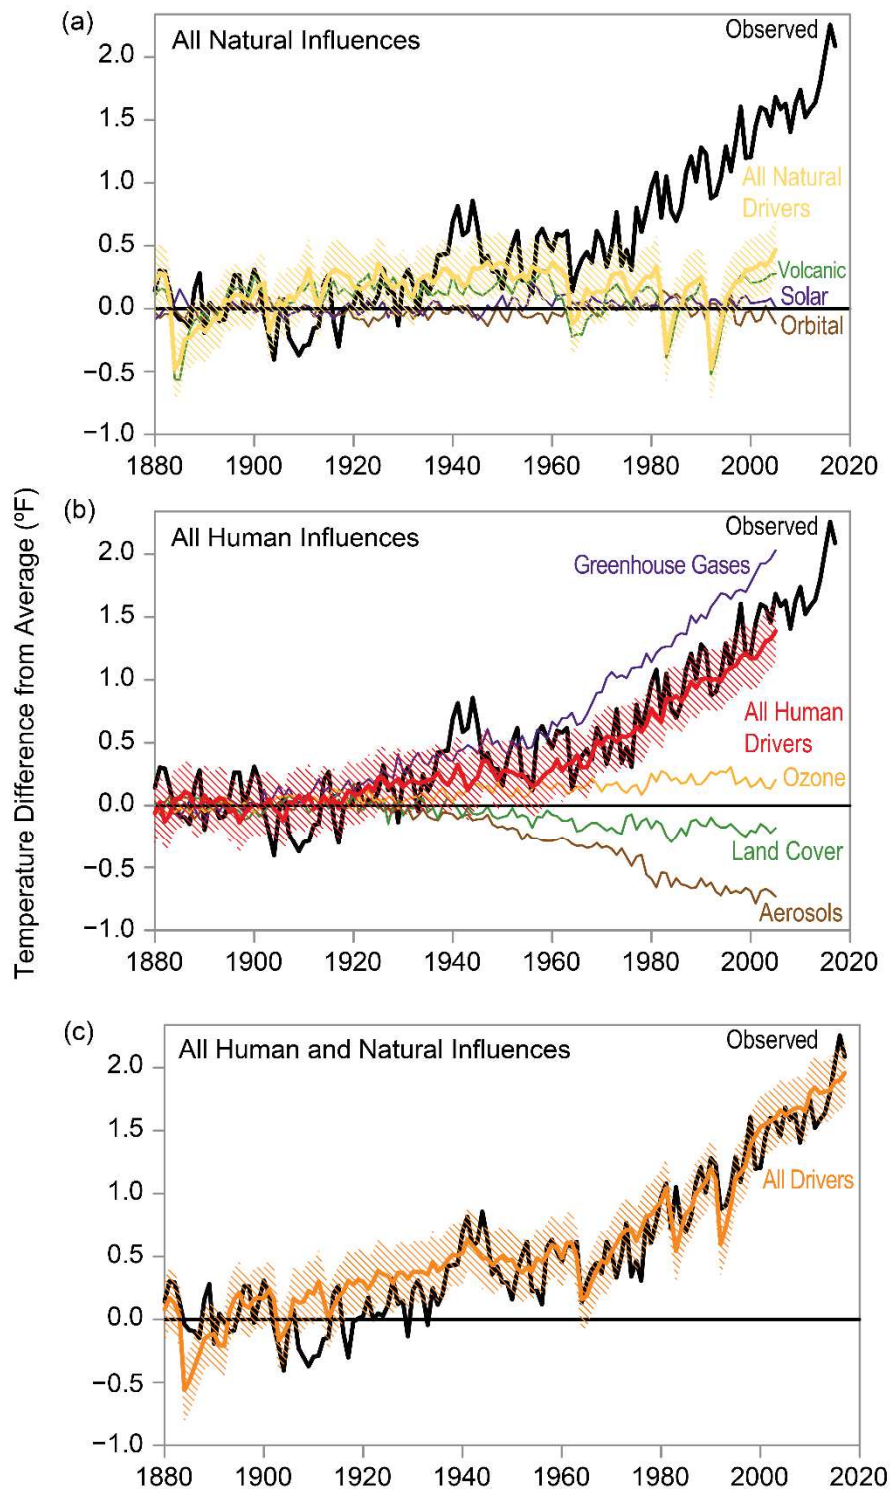 Temperature Difference from Average (ºF)
(a)
All Natural Influences
Observed
2.0
1.5
1.0
0.5
0.0
−0.5
−1.0
All Natural
Drivers
Volcanic
Solar
Orbital
1880 1900 1920 1940 1960 1980 2000 2020
(b)
All Human Influences
Observed
Greenhouse Gases
2.0
1.5
1.0
0.5
0.0
−0.5
−1.0
All Human
Drivers
Ozone
Land Cover
Aerosols
1880 1900 1920 1940 1960 1980 2000 2020
(c)
All Human and Natural Influences
Observed
2.0
1.5
1.0
0.5
0.0
−0.5
−1.0
All Drivers
1880 1900 1920 1940 1960 1980 2000 2020